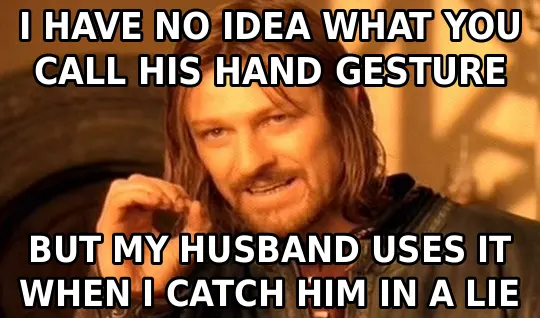 I HAVE NO IDEA WHAT YOU
CALL HIS HAND GESTURE
BUT MY HUSBAND USES IT
WHEN I CATCH HIM IN A LIE